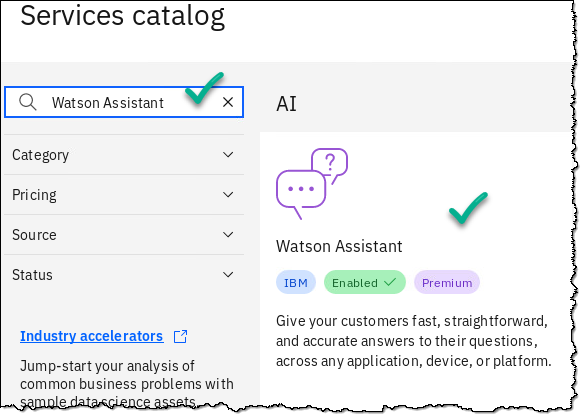 Services catalog
Watson Assistant
Category
Pricing
Source
Status
Industry accelerators
Jump-start your analysis of
common business problems with
sample data science assets
AI
?
Watson Assistant
IBM
Enabled
Premium
Give your customers fast, straightforward,
and accurate answers to their questions,
across any application, device, or platform.